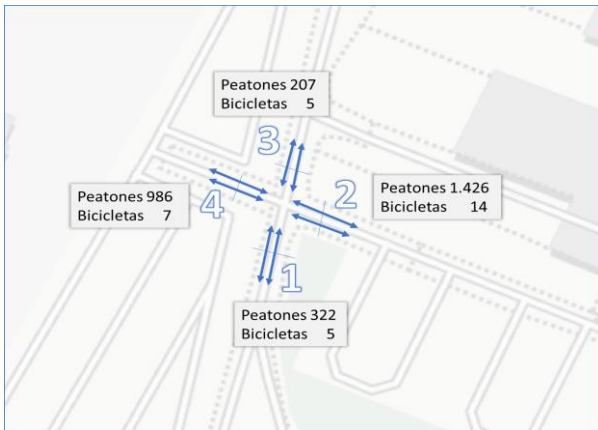 Peatones 207
Bicicletas 5
3
2
Peatones 1.426
Bicicletas 14
Peatones 986
Bicicletas 7
4
1
Peatones 322
Bicicletas 5